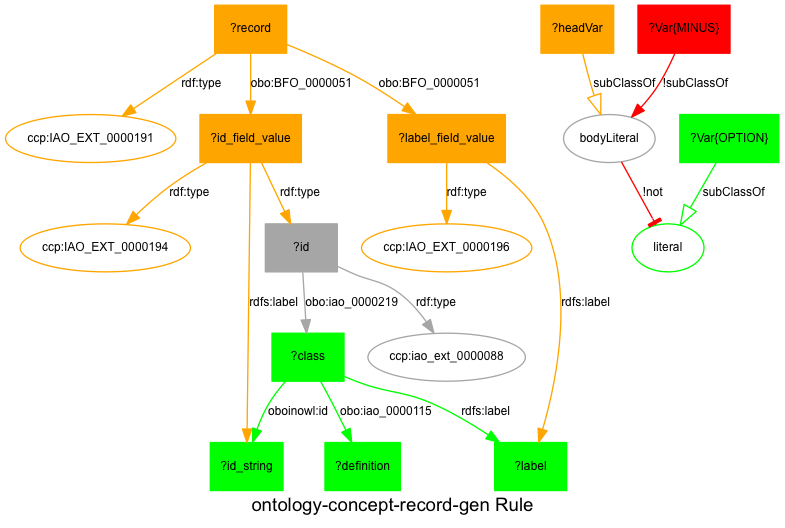 ?record
?headVar
?Var{MINUS}
rdf:type
obo:BFO_0000051
obo:BFO_0000051
subClassOf
!subClassOf
ccp:IAO_EXT_0000191
?id_field_value
?label_field_value
bodyLiteral
?Var{OPTION}
rdf:type
rdf:type
rdf:type
!not
subClassOf
ccp:IAO_EXT_0000194
?id
ccp:IAO_EXT_0000196
literal
rdfs:label
obo:iao_0000219
rdf:type
rdfs:label
?class
ccp:iao_ext_0000088
oboinowl:id
obo:iao_0000115
rdfs:label
?id_string
?definition
?label
ontology-concept-record-gen Rule